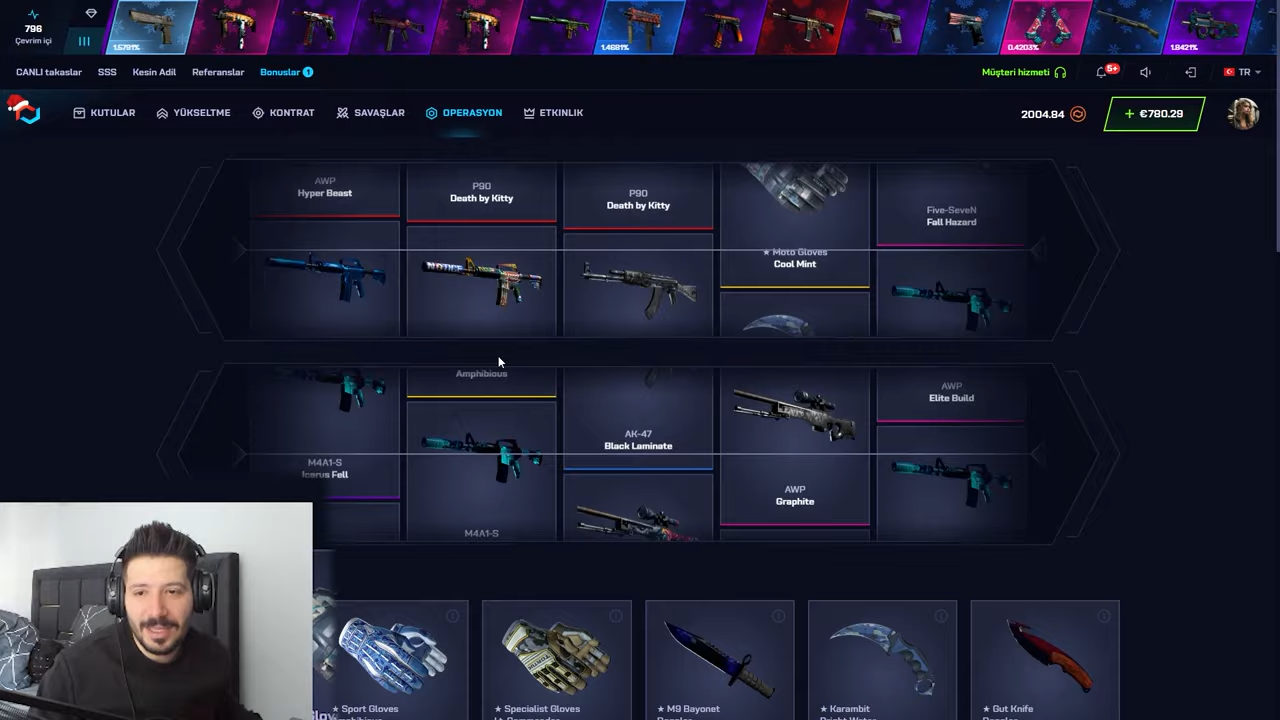 796
Çevrim içi
1.5791%
1.4681%
0.4203%
1.8421%
CANLI takaslar
SSS
Kesin Adil
Referanslar
Bonuslar 1
Müşteri hizmeti
5+
TR
KUTULAR
YÜKSELTME
KONTRAT
SAVAŞLAR
OPERASYON
ETKINLIK
2004.84
+ €780.29
AWP
Hyper Beast
P90
Death by Kitty
P90
Death by Kitty
★ Moto Gloves
Cool Mint
Five-SeveN
Fall Hazard
NOTICE
M4A1-S
Icarus Fell
Amphibious
M4A1-S
AK-47
Black Laminate
AWP
Graphite
AWP
Elite Build
★ Sport Gloves
★ Specialist Gloves
★ M9 Bayonet
★ Karambit
★ Gut Knife